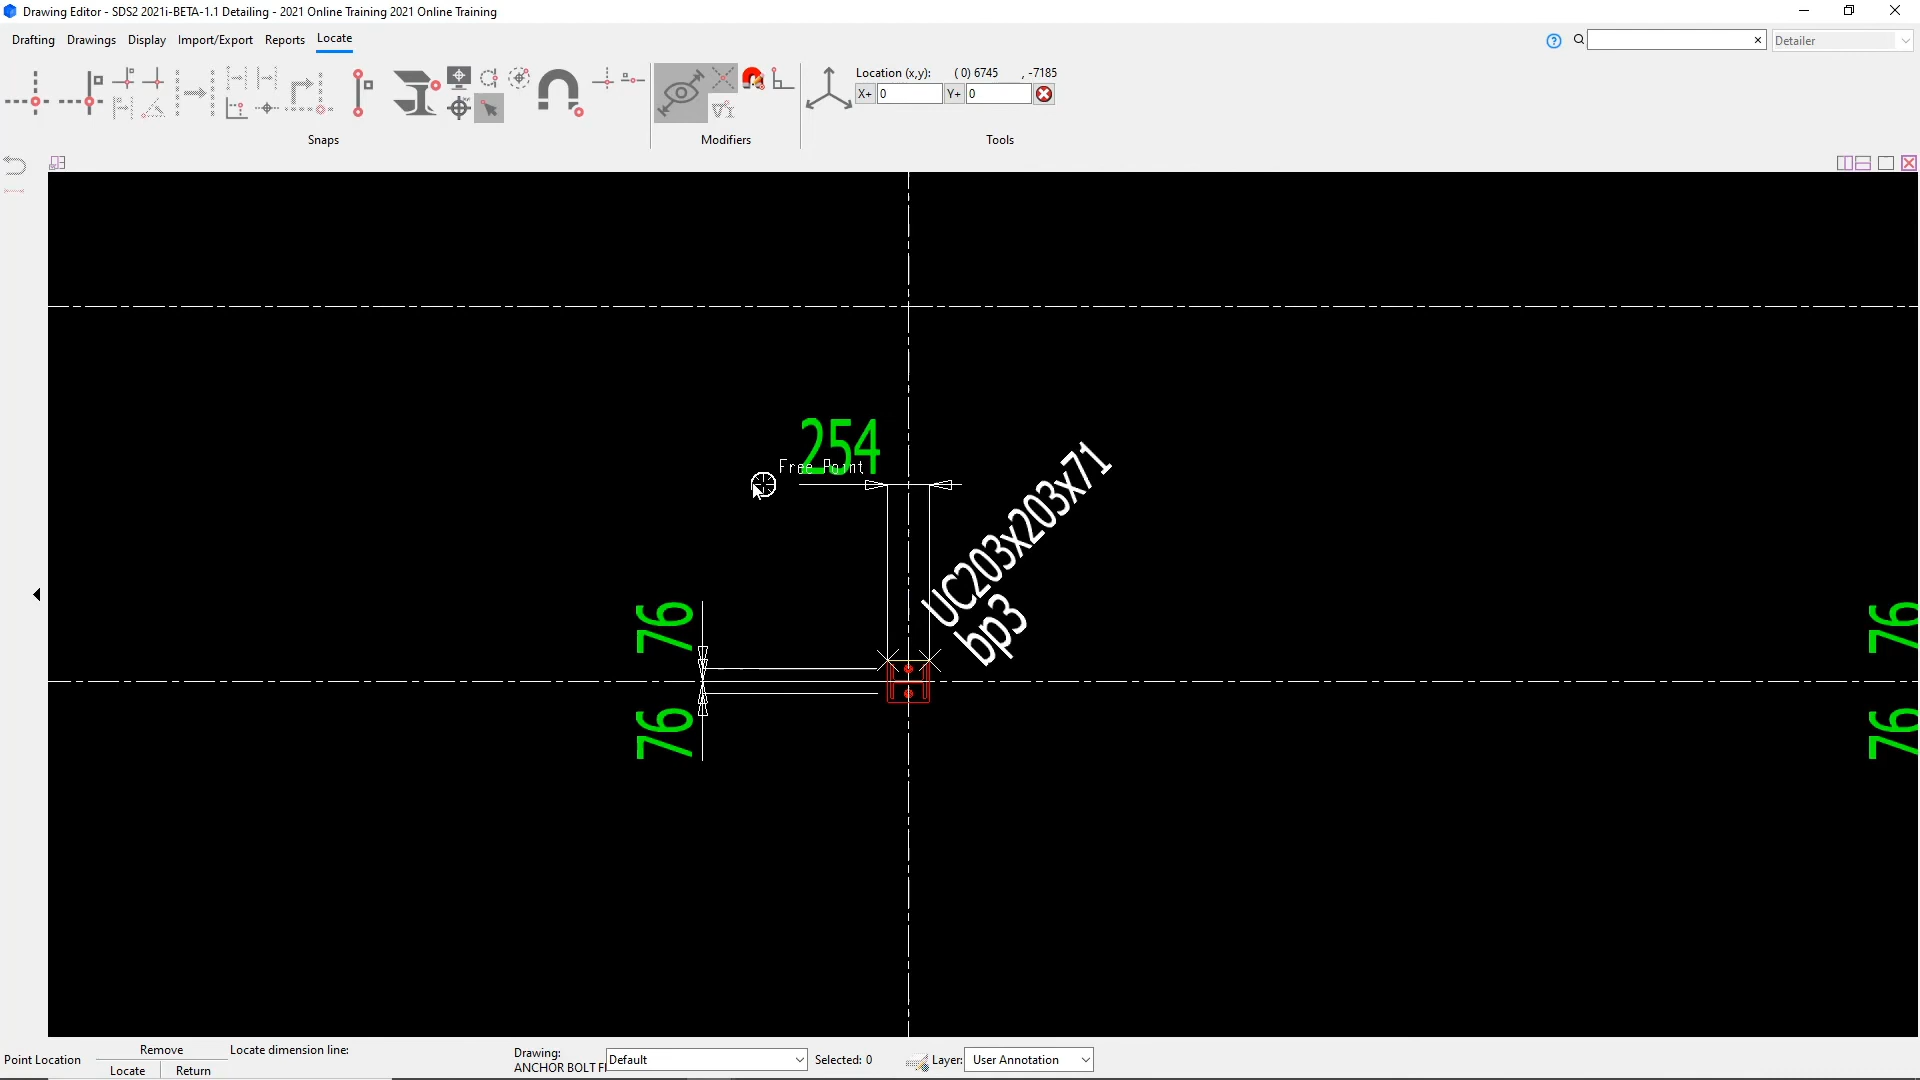 Drawing Editor - SDS2 2021i-BETA-1.1 Detailing - 2021 Online Training 2021 Online Training
Drafting Drawings Display Import/Export Reports Locate
Detailer
Location (x,y): ( 0) 6745 , -7185
X+ 0 Y+ 0
Snaps Modifiers Tools
254
Free Point
UC203x203x71
bp3
76
76
76
76
Point Location
Remove
Locate Return
Locate dimension line:
Drawing:
ANCHOR BOLT
Default
Selected: 0
Layer: User Annotation